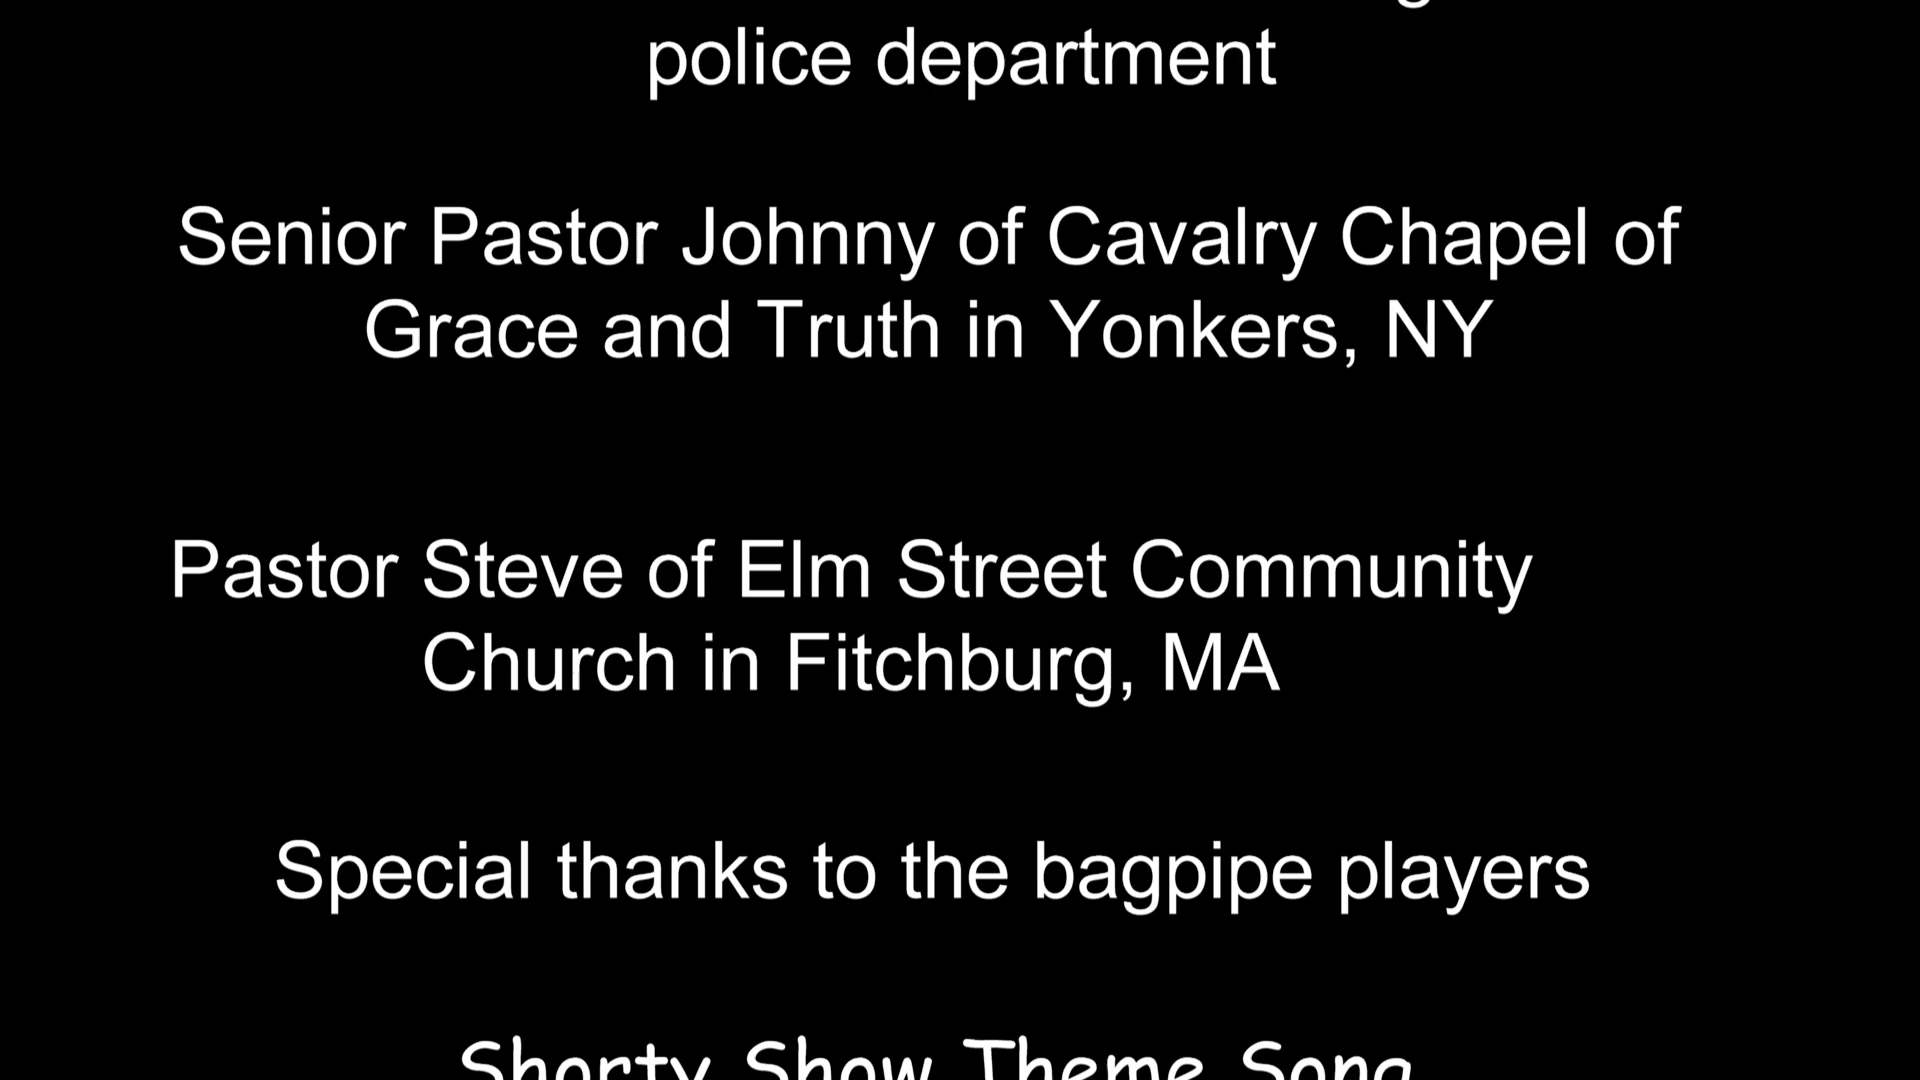 police department
Senior Pastor Johnny of Cavalry Chapel of
Grace and Truth in Yonkers, NY
Pastor Steve of Elm Street Community
Church in Fitchburg, MA
Special thanks to the bagpipe players
Shorty Show Theme Song